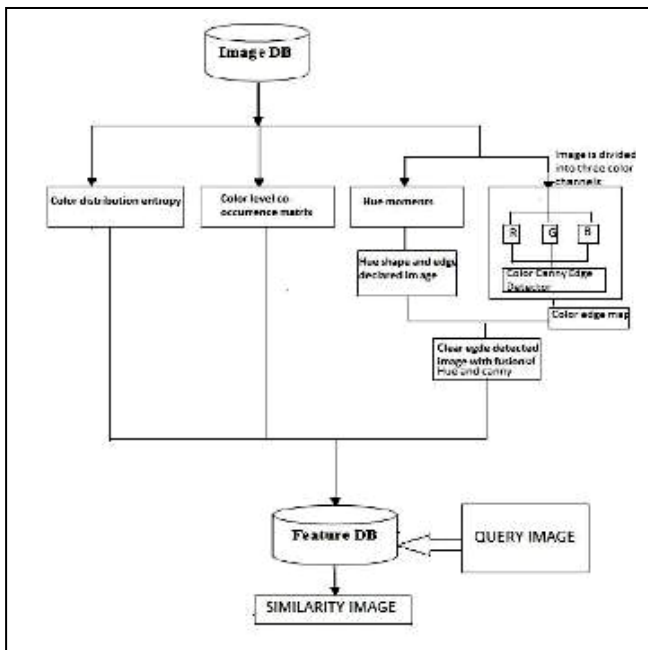 Image DB
Image is divided
into three color
channels
Color distribution entropy
Color level co
occurrence matrix
Hue moments
R
G
B
Hue shape and edge
declared image
Color Canny Edge
Detector
Color edge map
Clear egde detected
image with fusion of
Hue and canny
Feature DB
QUERY IMAGE
SIMILARITY IMAGE